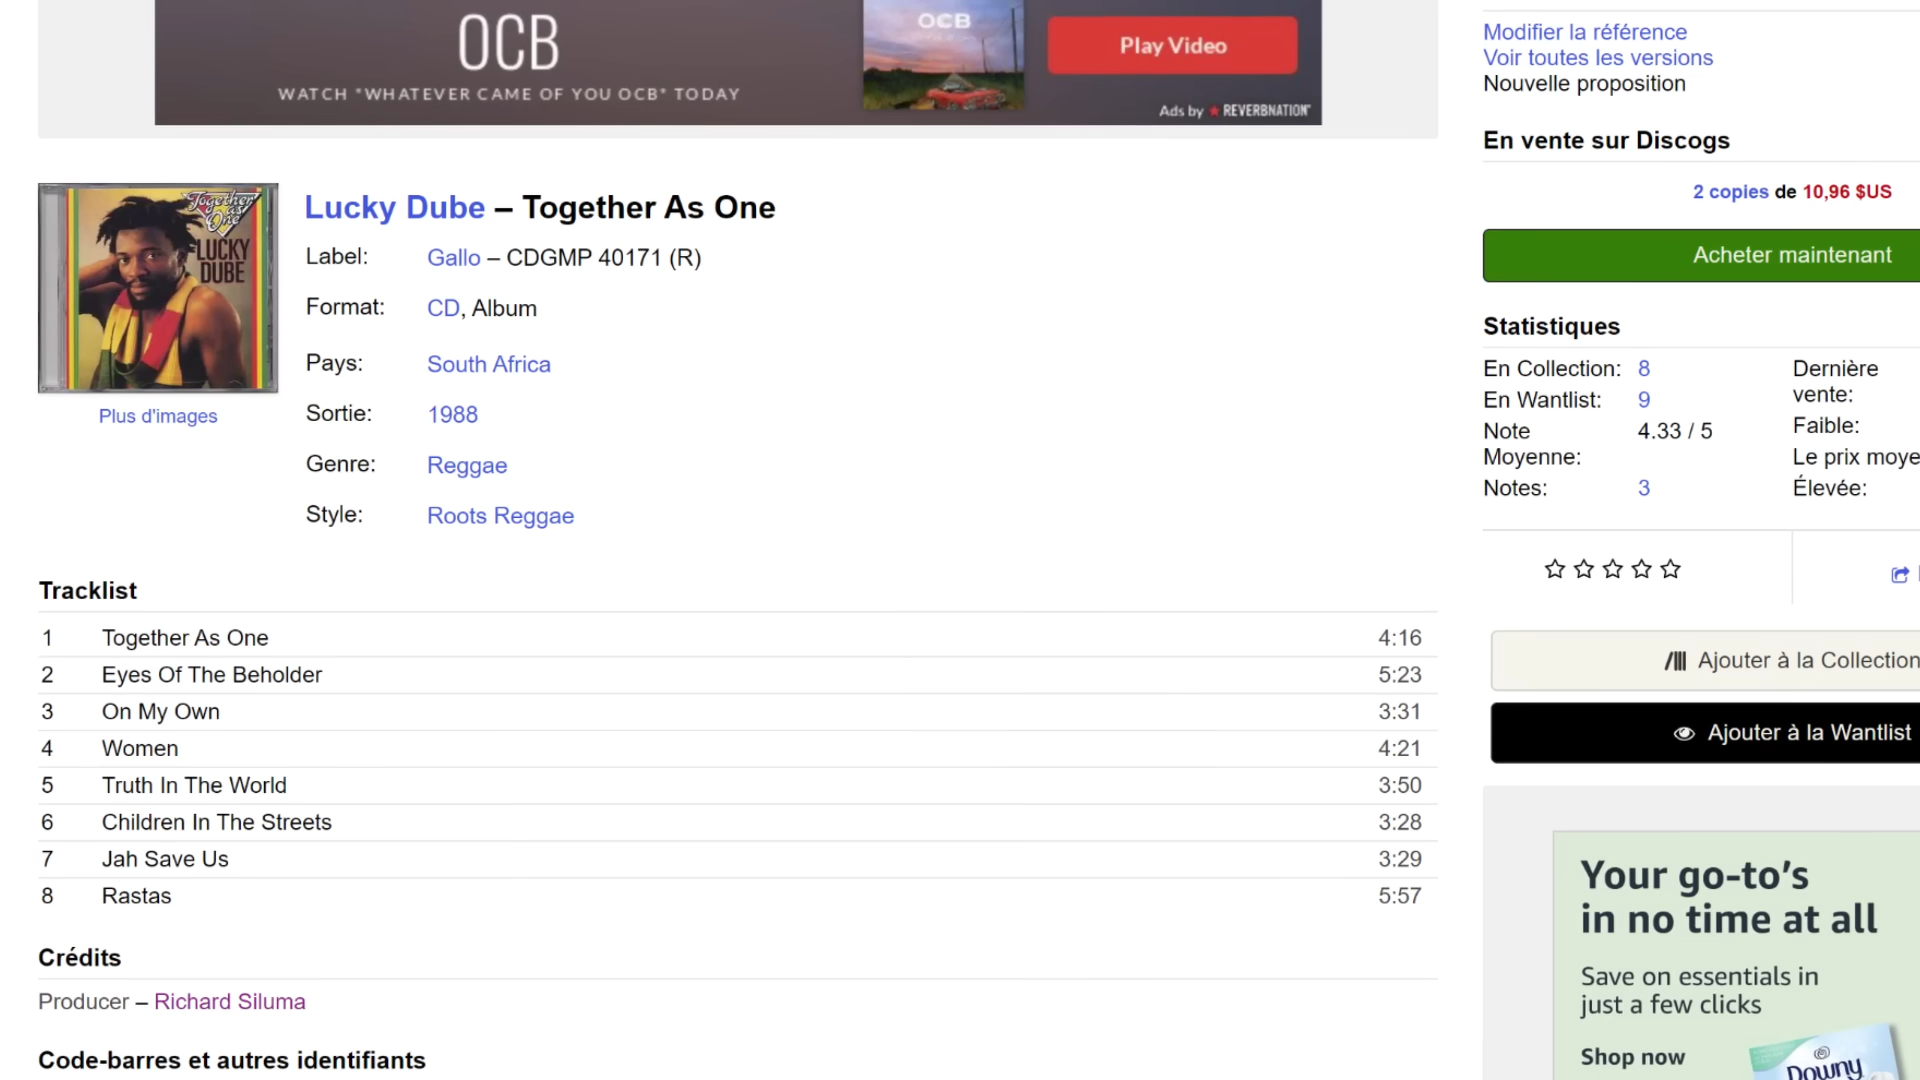 OCB
WATCH "WHATEVER CAME OF YOU OCB" TODAY
OCB
Play Video
Ads by REVERBNATION
Together as One
LUCKY DUBE
Plus d'images
Lucky Dube – Together As One
Label: Gallo – CDGMP 40171 (R)
Format: CD, Album
Pays: South Africa
Sortie: 1988
Genre: Reggae
Style: Roots Reggae
Tracklist
1 Together As One 4:16
2 Eyes Of The Beholder 5:23
3 On My Own 3:31
4 Women 4:21
5 Truth In The World 3:50
6 Children In The Streets 3:28
7 Jah Save Us 3:29
8 Rastas 5:57
Crédits
Producer – Richard Siluma
Code-barres et autres identifiants
Modifier la référence
Voir toutes les versions
Nouvelle proposition
En vente sur Discogs
2 copies de 10,96 $US
Acheter maintenant
Statistiques
En Collection: 8
En Wantlist: 9
Note Moyenne: 4.33 / 5
Notes: 3
Dernière
vente:
Faible:
Le prix moye
Élevée:
Ajouter à la Collection
Ajouter à la Wantlist
Your go-to’s
in no time at all
Save on essentials in
just a few clicks
Shop now
Downy